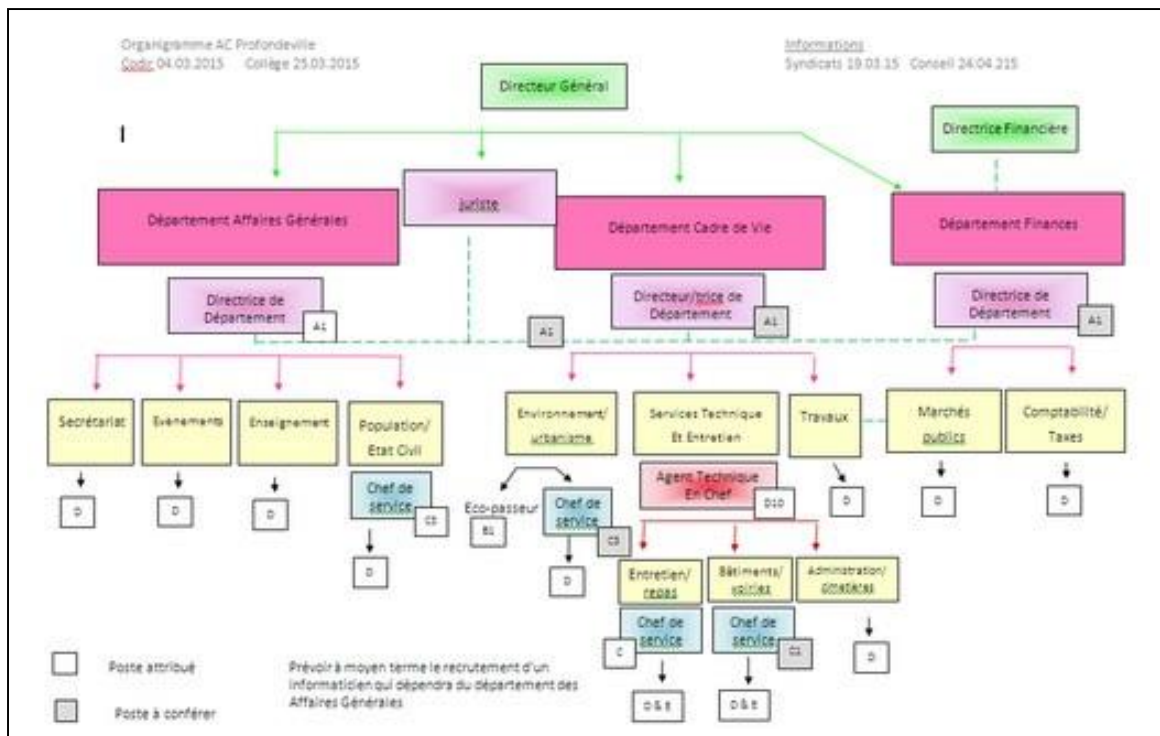 Organigramme AC Profondeville
Codir 04.03.2015 Collège 25.03.2015
Informations
Syndicats 19.03.15 Conseil 24.04.215
Directeur Général
Directrice Financière
juriste
Département Affaires Générales
Département Cadre de Vie
Département Finances
Directrice de
Département
A1
A1
Directeur/trice de
Département
A1
Directrice de
Département
A1
Secrétariat
Evènements
Enseignement
Population/
Etat Civil
Environnement/
urbanisme
Services Technique
Et Entretien
Travaux
Marchés
publics
Comptabilité/
Taxes
D
D
D
Chef de
service
D
Eco-passeur
B1
Chef de
service
D
Agent Technique
En Chef
D10
D
D
D
Entretien/
repas
Bâtiments/
voiries
Administration/
cimetières
Chef de
service
C
Chef de
service
D
D & E
D & E
Poste attribué
Poste à conférer
Prévoir à moyen terme le recrutement d'un
informaticien qui dépendra du département des
Affaires Générales